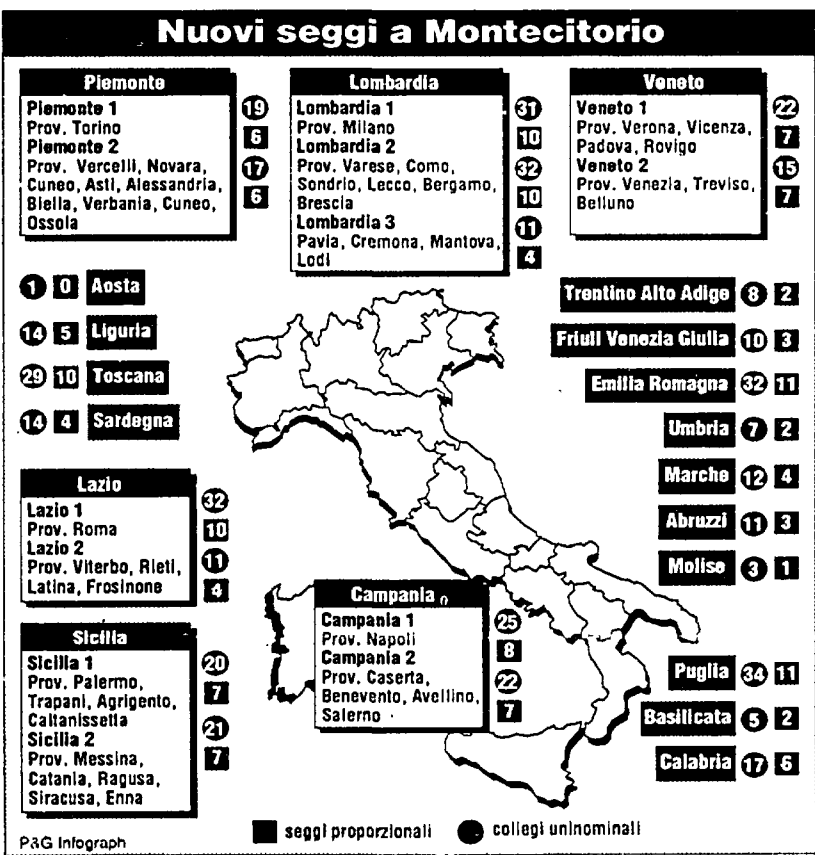 Nuovi seggi a Montecitorio
Piemonte
Piemonte 1
Prov. Torino
Piemonte 2
Prov. Vercelli, Novara,
Cuneo, Asti, Alessandria,
Biella, Verbania, Cuneo,
Ossola
19
6
17
6
Lombardia
Lombardia 1
Prov. Milano
Lombardia 2
Prov. Varese, Como,
Sondrio, Lecco, Bergamo,
Brescia
Lombardia 3
Pavia, Cremona, Mantova,
Lodi
31
10
32
10
11
4
Veneto
Veneto 1
Prov. Verona, Vicenza,
Padova, Rovigo
Veneto 2
Prov. Venezia, Treviso,
Belluno
22
7
15
7
1 0 Aosta
14 5 Liguria
29 10 Toscana
14 4 Sardegna
Trentino Alto Adige 8 2
Friuli Venezia Giulia 10 3
Emilia Romagna 32 11
Umbria 7 2
Marche 12 4
Abruzzi 11 3
Molise 3 1
Lazio
Lazio 1
Prov. Roma
Lazio 2
Prov. Viterbo, Rieti,
Latina, Frosinone
32
10
11
4
Campania
Campania 1
Prov. Napoli
Campania 2
Prov. Caserta,
Benevento, Avellino,
Salerno
25
8
22
7
Sicilia
Sicilia 1
Prov. Palermo,
Trapani, Agrigento,
Caltanissetta
Sicilia 2
Prov. Messina,
Catania, Ragusa,
Siracusa, Enna
20
7
21
7
Puglia 34 11
Basilicata 5 2
Calabria 17 6
seggi proporzionali
collegi uninominali
P&G Infograph